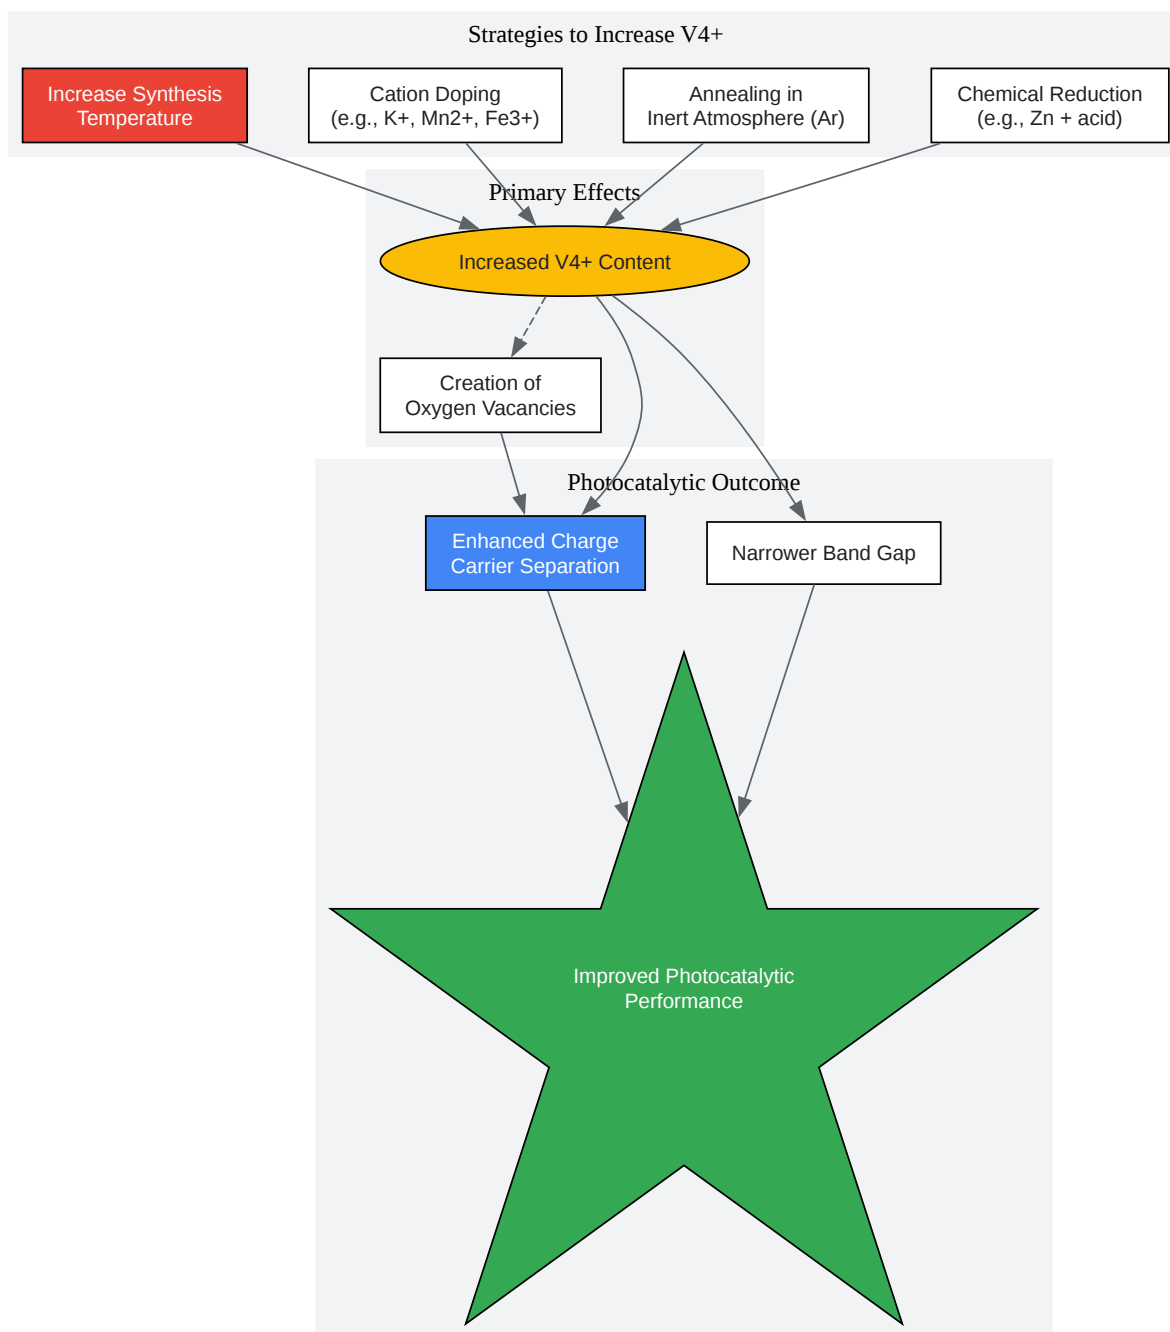 Strategies to Increase V4+
Increase Synthesis
Temperature
Cation Doping
(e.g., K+, Mn2+, Fe3+)
Annealing in
Inert Atmosphere (Ar)
Chemical Reduction
(e.g., Zn + acid)
Primary Effects
Increased V4+ Content
Creation of
Oxygen Vacancies
Photocatalytic Outcome
Enhanced Charge
Carrier Separation
Narrower Band Gap
Improved Photocatalytic
Performance